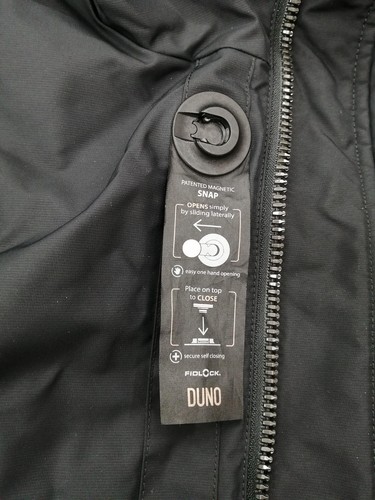 PATENTED MAGNETIC
SNAP
OPENS simply
by sliding laterally
easy one hand opening
Place on top
to CLOSE
secure self closing
FIDLOCK.
DUNO